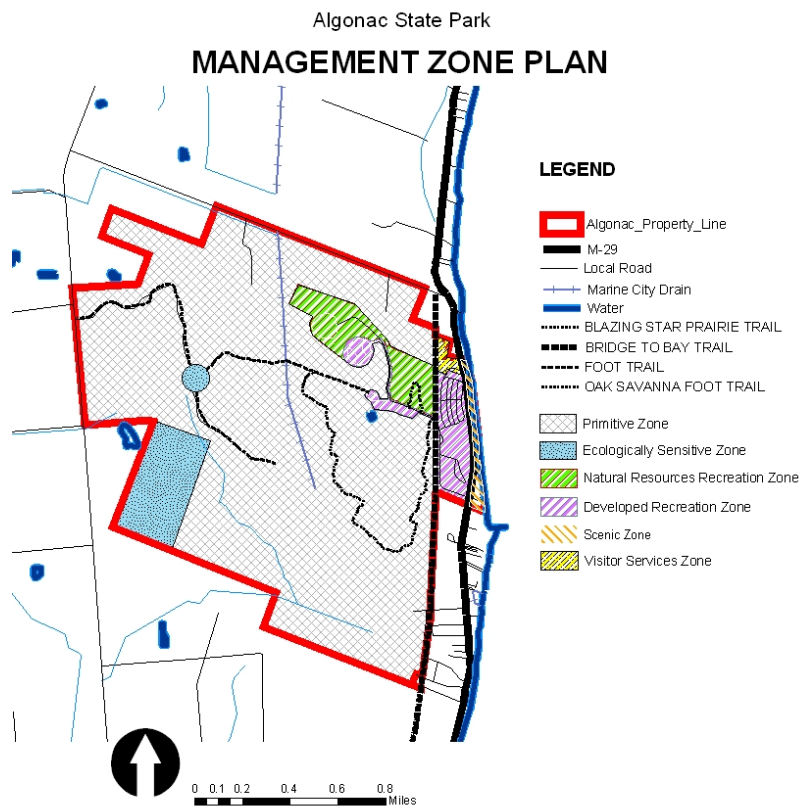 Algonac State Park
MANAGEMENT ZONE PLAN
LEGEND
Algonac_Property_Line
M-29
Local Road
Marine City Drain
Water
BLAZING STAR PRAIRIE TRAIL
BRIDGE TO BAY TRAIL
FOOT TRAIL
OAK SAVANNA FOOT TRAIL
Primitive Zone
Ecologically Sensitive Zone
Natural Resources Recreation Zone
Developed Recreation Zone
Scenic Zone
Visitor Services Zone
0 0.1 0.2 0.4 0.6 0.8
Miles